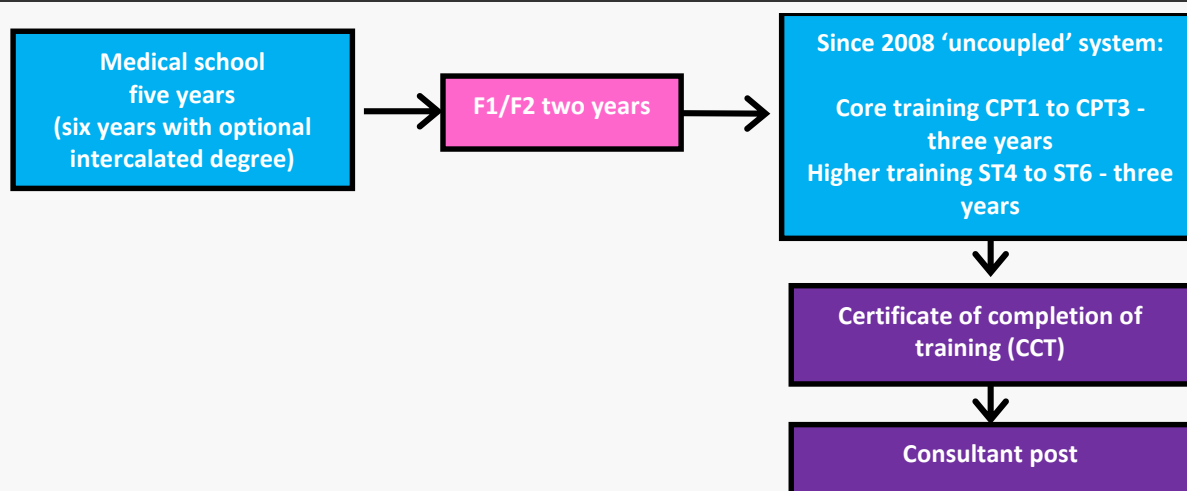 Medical school
five years
(six years with optional
intercalated degree)
F1/F2 two years
Since 2008 ‘uncoupled’ system:
Core training CPT1 to CPT3 -
three years
Higher training ST4 to ST6 - three
years
Certificate of completion of
training (CCT)
Consultant post